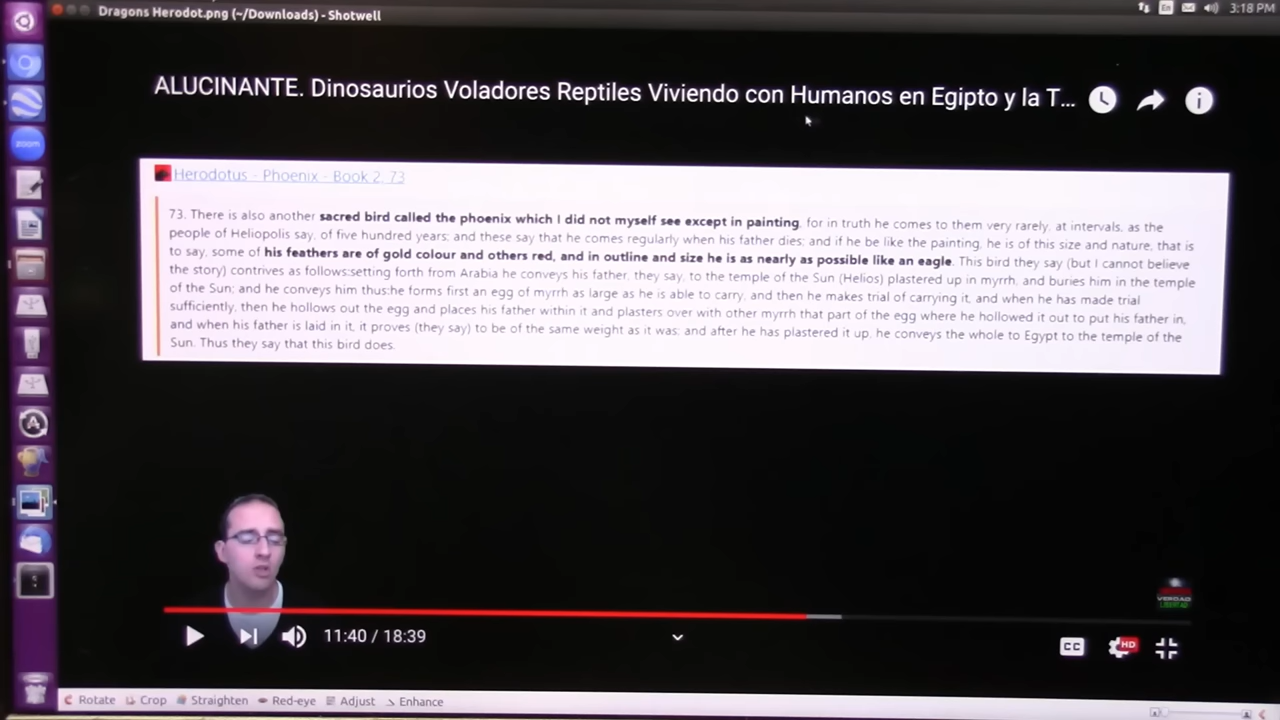 Dragons Herodot.png (~/Downloads) - Shotwell
En
3:18 PM
ALUCINANTE. Dinosaurios Voladores Reptiles Viviendo con Humanos en Egipto y la T...
Herodotus - Phoenix - Book 2, 73
73. There is also another sacred bird called the phoenix which I did not myself see except in painting, for in truth he comes to them very rarely, at intervals, as the
people of Heliopolis say, of five hundred years; and these say that he comes regularly when his father dies; and if he be like the painting, he is of this size and nature, that is
to say, some of his feathers are of gold colour and others red, and in outline and size he is as nearly as possible like an eagle. This bird they say (but I cannot believe
the story) contrives as follows:setting forth from Arabia he conveys his father, they say, to the temple of the Sun (Helios) plastered up in myrrh, and buries him in the temple
of the Sun; and he conveys him thus:he forms first an egg of myrrh as large as he is able to carry, and then he makes trial of carrying it, and when he has made trial
sufficiently, then he hollows out the egg and places his father within it and plasters over with other myrrh that part of the egg where he hollowed it out to put his father in,
and when his father is laid in it, it proves (they say) to be of the same weight as it was; and after he has plastered it up, he conveys the whole to Egypt to the temple of the
Sun. Thus they say that this bird does.
zoom
VERDAD
LIBERTAD
11:40 / 18:39
CC
HD
Rotate Crop Straighten Red-eye Adjust Enhance